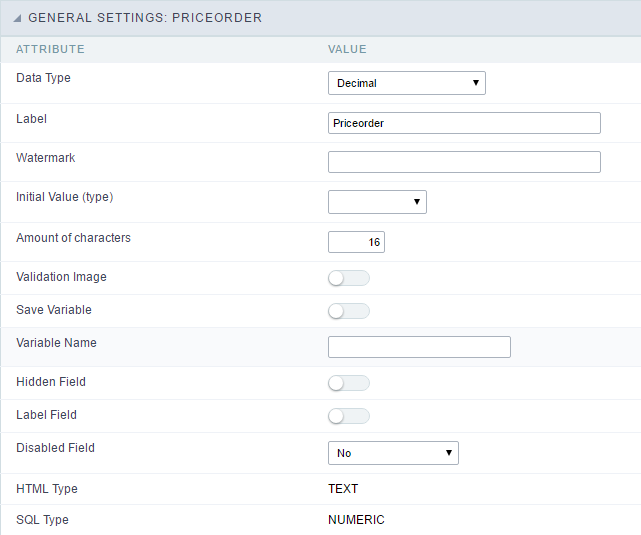 GENERAL SETTINGS: PRICEORDER
ATTRIBUTE VALUE
Data Type Decimal
Label Priceorder
Watermark
Initial Value (type)
Amount of characters 16
Validation Image
Save Variable
Variable Name
Hidden Field
Label Field
Disabled Field No
HTML Type TEXT
SQL Type NUMERIC